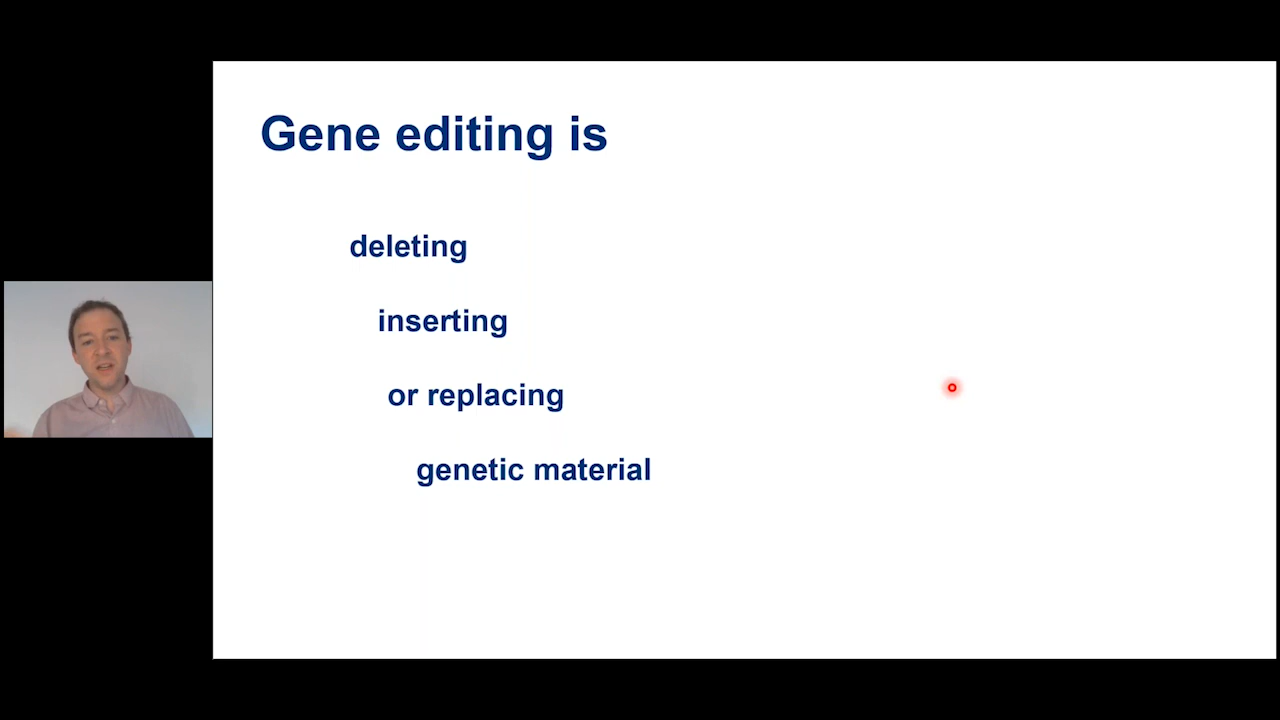 Gene editing is
deleting
inserting
or replacing
genetic material